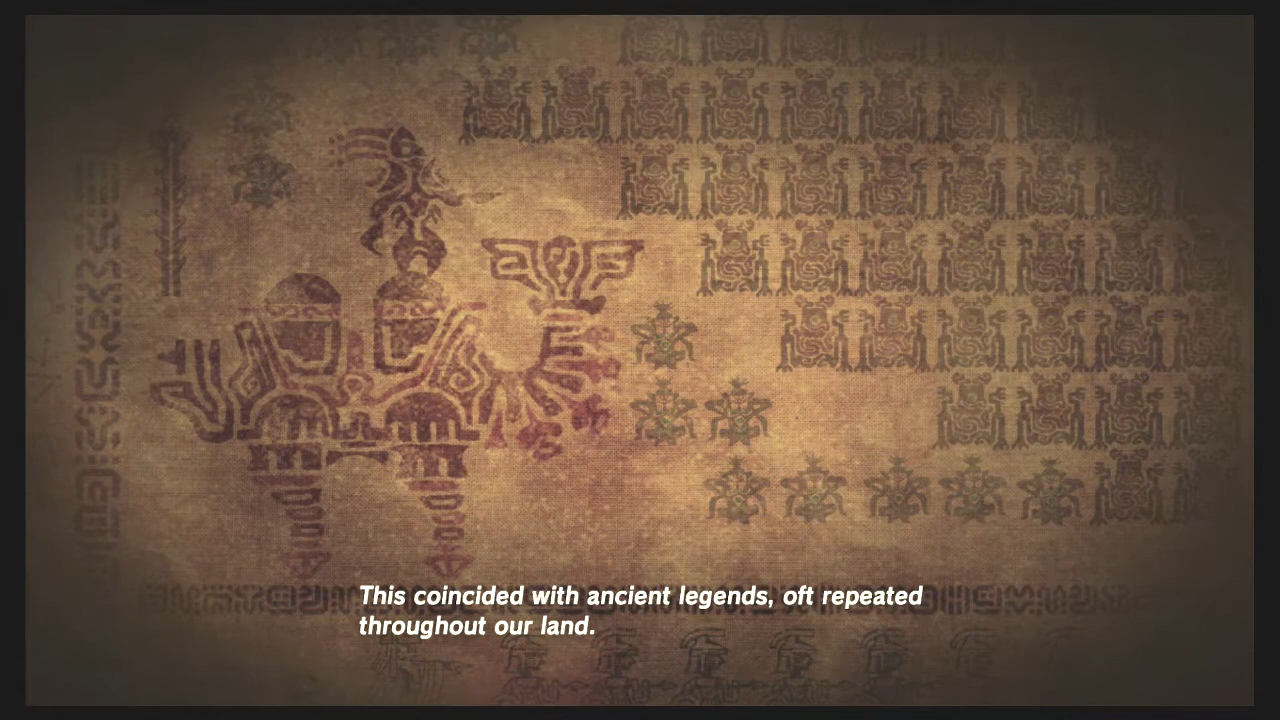 This coincided with ancient legends, oft repeated
throughout our land.